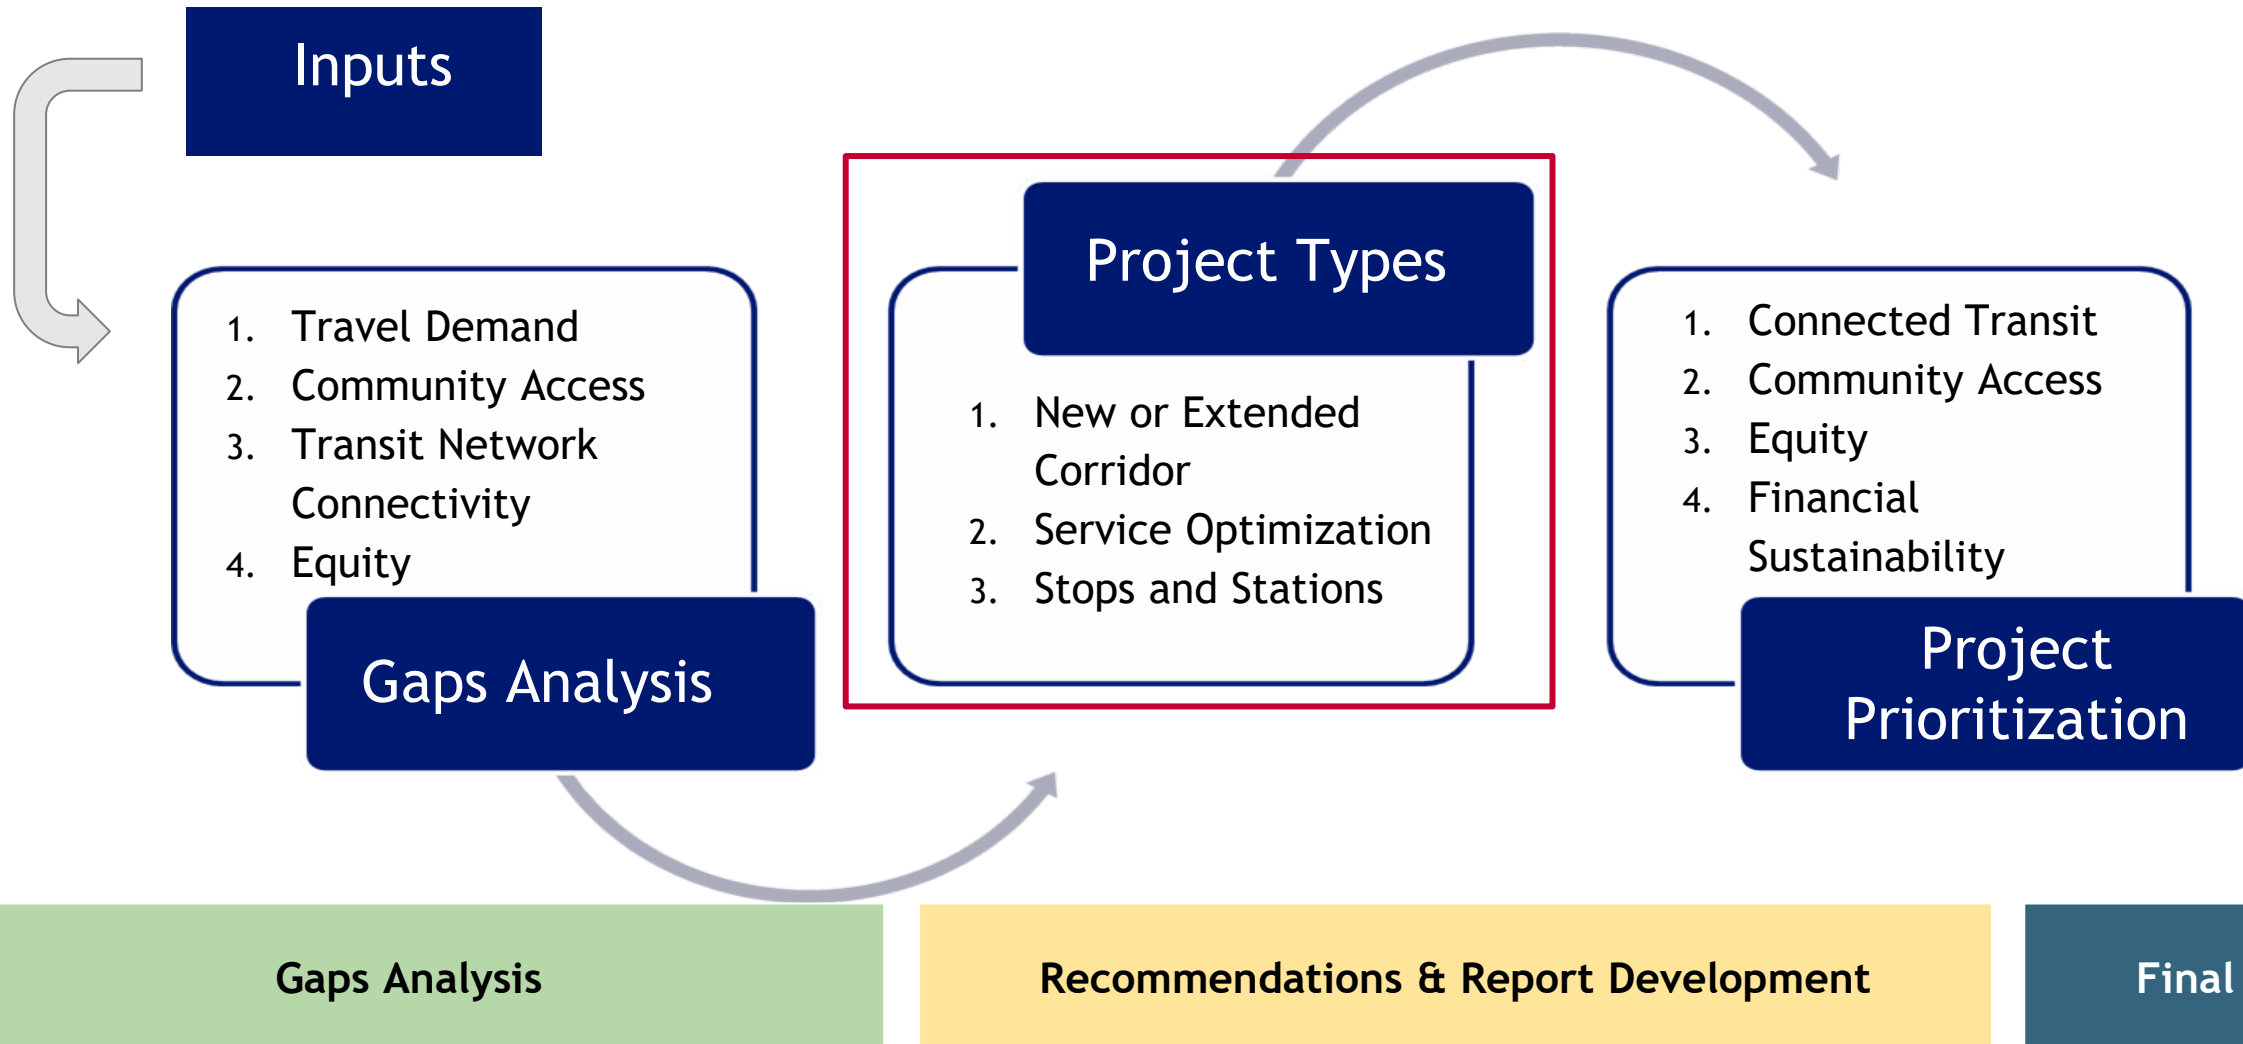 Inputs
1. Travel Demand
2. Community Access
3. Transit Network
Connectivity
4. Equity
Gaps Analysis
Project Types
1. New or Extended
Corridor
2. Service Optimization
3. Stops and Stations
1. Connected Transit
2. Community Access
3. Equity
4. Financial
Sustainability
Project
Prioritization
Gaps Analysis
Recommendations & Report Development
Final